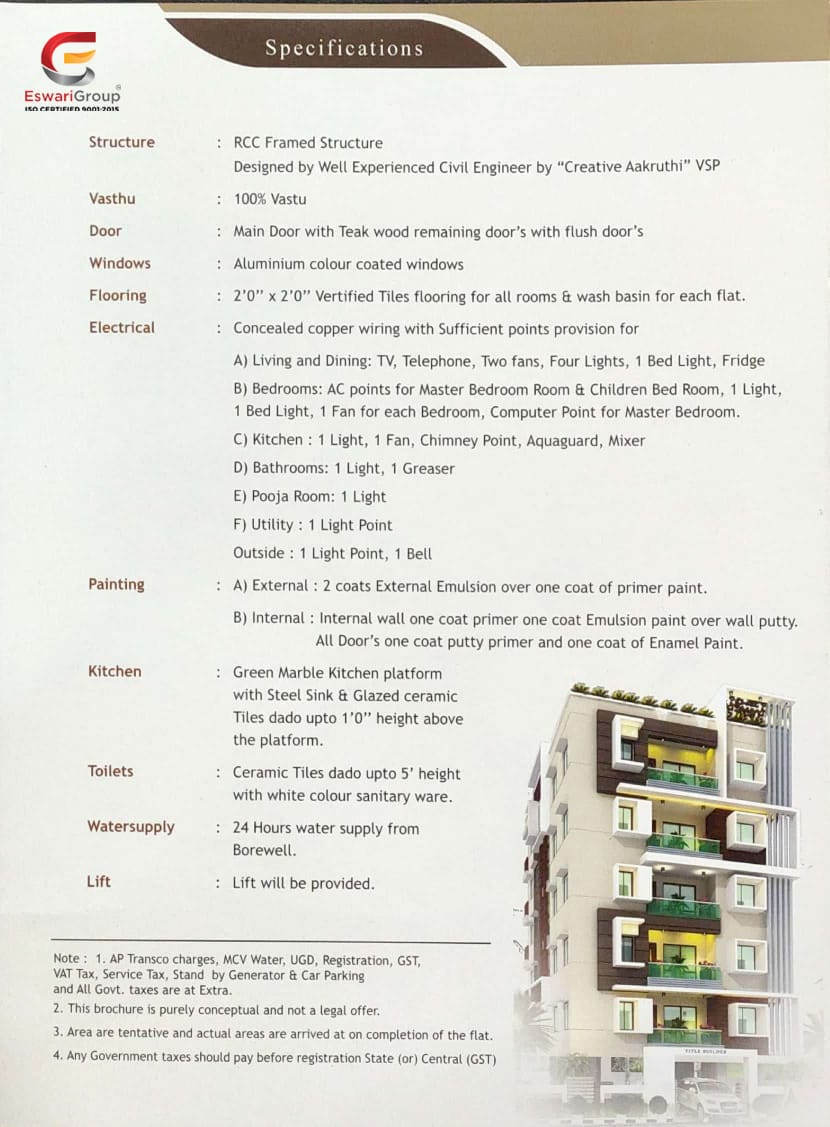 Specifications
EswariGroup®
ISO CERTIFIED 9001:2015
Structure : RCC Framed Structure
Designed by Well Experienced Civil Engineer by “Creative Aakruthi” VSP
Vasthu : 100% Vastu
Door : Main Door with Teak wood remaining door’s with flush door’s
Windows : Aluminium colour coated windows
Flooring : 2’0’’ x 2’0’’ Vertified Tiles flooring for all rooms & wash basin for each flat.
Electrical : Concealed copper wiring with Sufficient points provision for
A) Living and Dining: TV, Telephone, Two fans, Four Lights, 1 Bed Light, Fridge
B) Bedrooms: AC points for Master Bedroom Room & Children Bed Room, 1 Light,
1 Bed Light, 1 Fan for each Bedroom, Computer Point for Master Bedroom.
C) Kitchen : 1 Light, 1 Fan, Chimney Point, Aquaguard, Mixer
D) Bathrooms: 1 Light, 1 Greaser
E) Pooja Room: 1 Light
F) Utility : 1 Light Point
Outside : 1 Light Point, 1 Bell
Painting : A) External : 2 coats External Emulsion over one coat of primer paint.
B) Internal : Internal wall one coat primer one coat Emulsion paint over wall putty.
All Door’s one coat putty primer and one coat of Enamel Paint.
Kitchen : Green Marble Kitchen platform
with Steel Sink & Glazed ceramic
Tiles dado upto 1’0’’ height above
the platform.
Toilets : Ceramic Tiles dado upto 5’ height
with white colour sanitary ware.
Watersupply : 24 Hours water supply from
Borewell.
Lift : Lift will be provided.
Note : 1. AP Transco charges, MCV Water, UGD, Registration, GST,
VAT Tax, Service Tax, Stand by Generator & Car Parking
and All Govt. taxes are at Extra.
2. This brochure is purely conceptual and not a legal offer.
3. Area are tentative and actual areas are arrived at on completion of the flat.
4. Any Government taxes should pay before registration State (or) Central (GST)
TITLE BUILDER